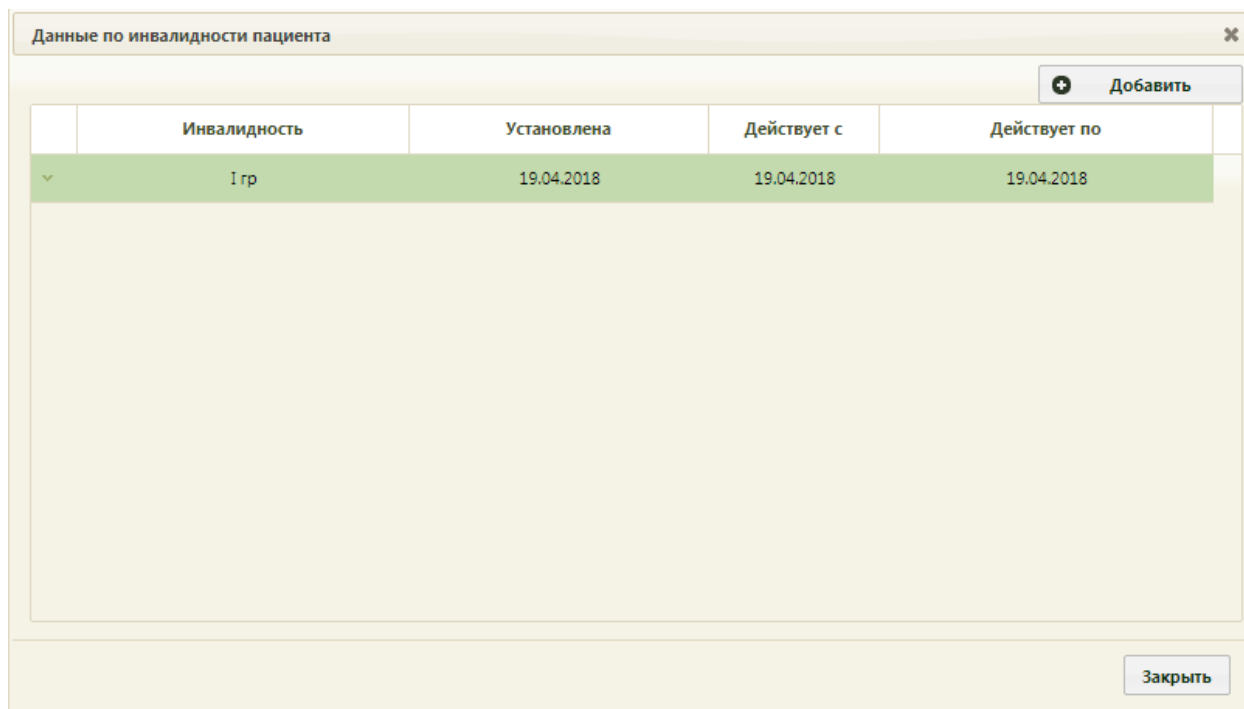 Данные по инвалидности пациента
Добавить
Инвалидность Установлена Действует с Действует по
I гр 19.04.2018 19.04.2018 19.04.2018
Закрыть